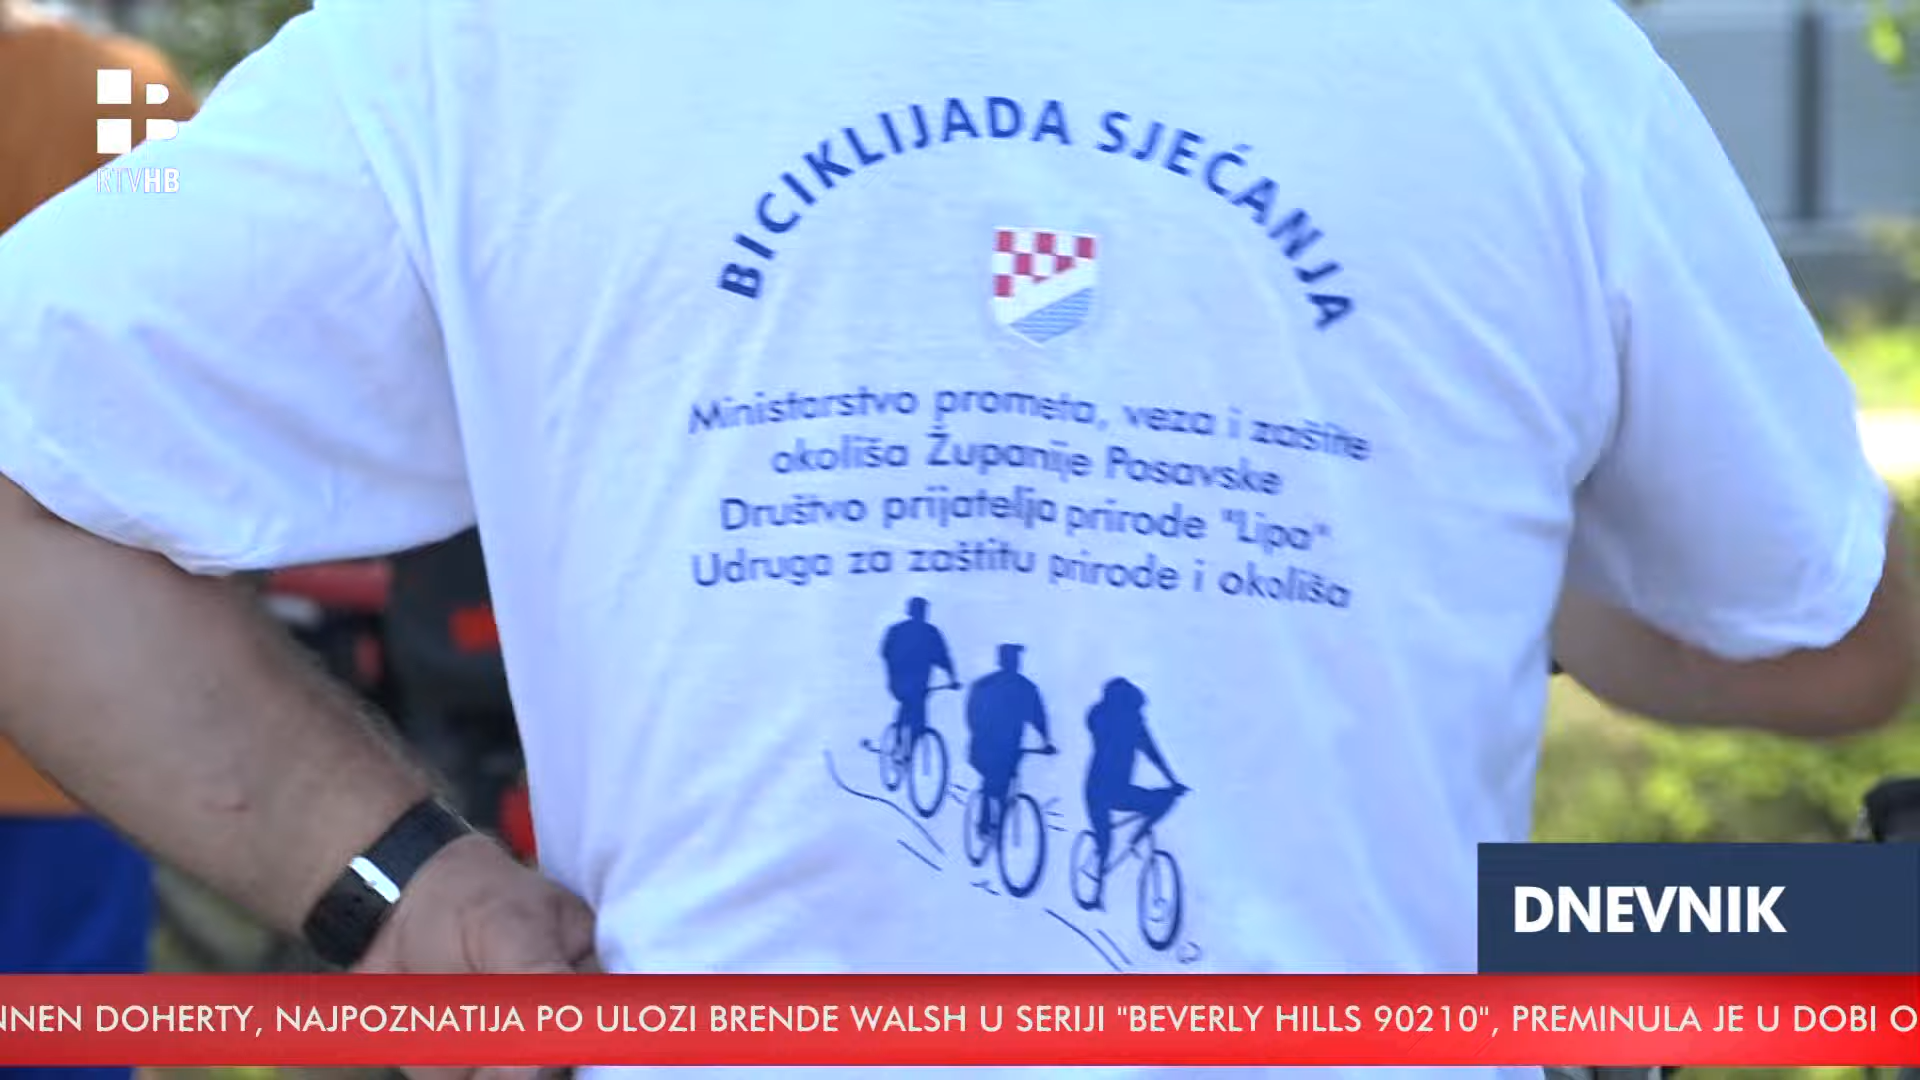 RTVHB
BICIKLIJADA SJEĆANJA
Ministarstvo prometa, veza i zaštite
okoliša Županije Posavske
Društvo prijatelja prirode "Lipa"
Udruga za zaštitu prirode i okoliša
DNEVNIK
NNEN DOHERTY, NAJPOZNATIJA PO ULOZI BRENDE WALSH U SERIJI "BEVERLY HILLS 90210", PREMINULA JE U DOBI O